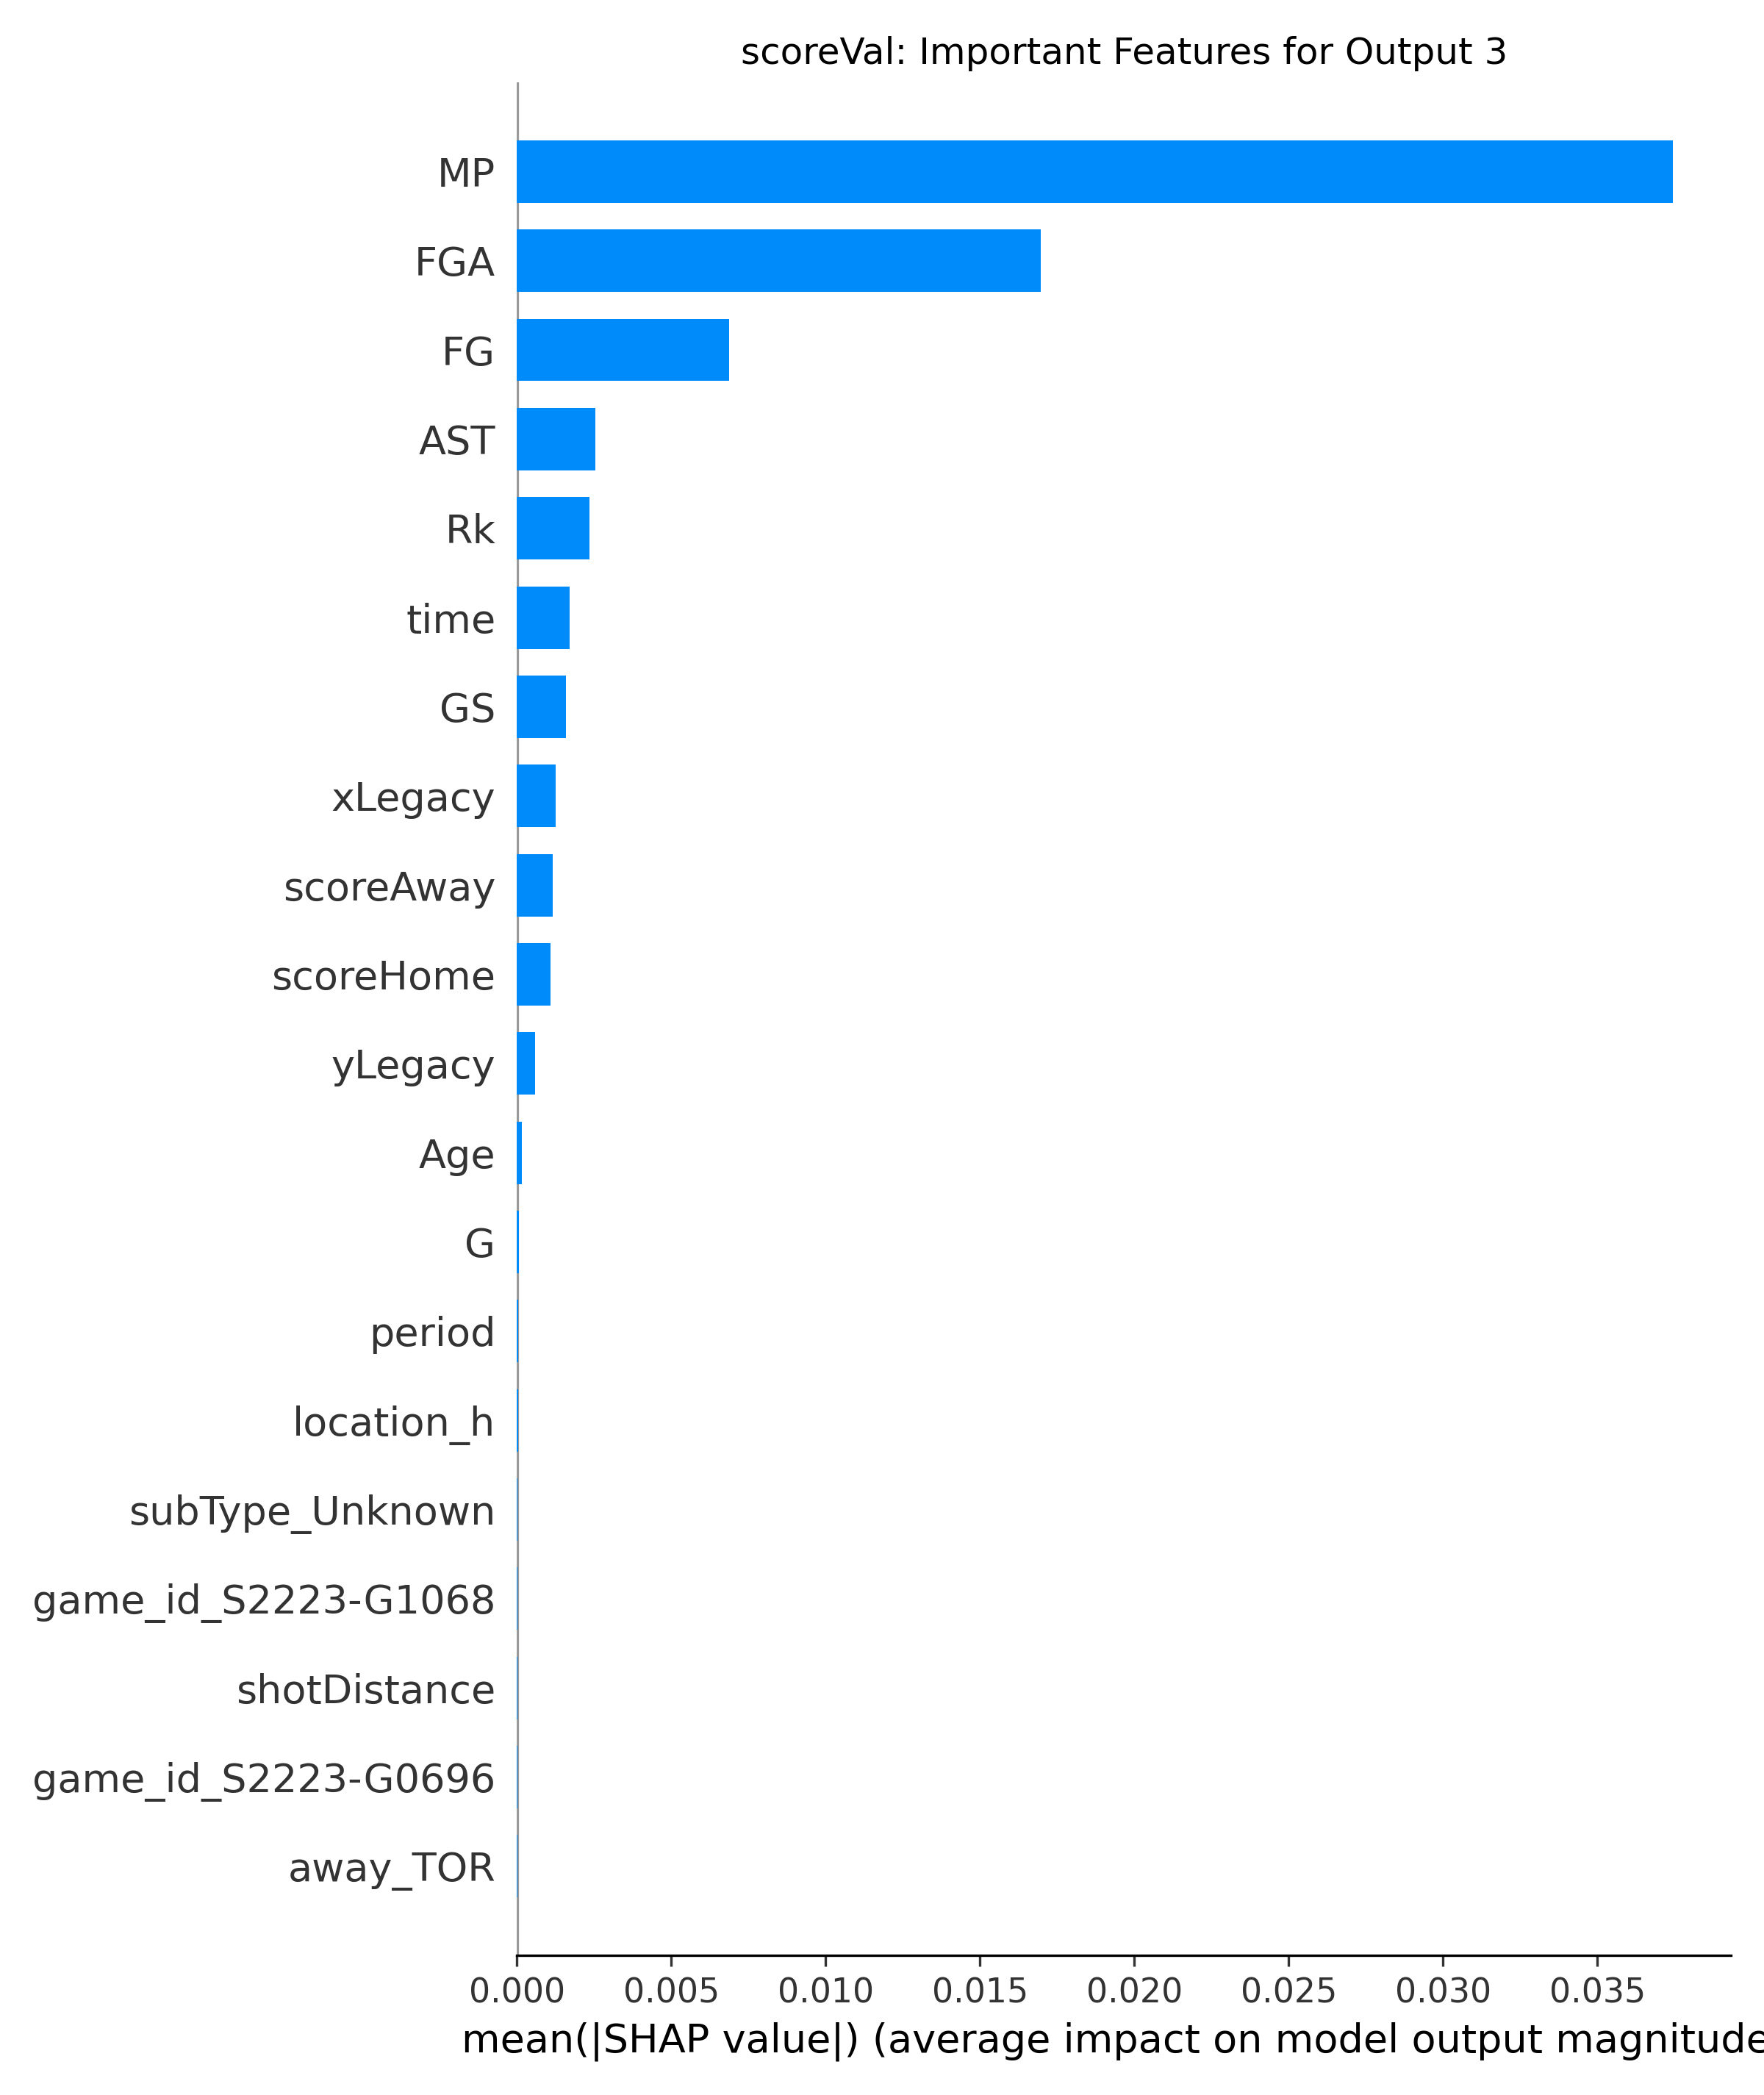 scoreVal: Important Features for Output 3
MP
FGA
FG
AST
Rk
time
GS
xLegacy
scoreAway
scoreHome
yLegacy
Age
G
period
location_h
subType_Unknown
game_id_S2223-G1068
shotDistance
game_id_S2223-G0696
away_TOR
0.000 0.005 0.010 0.015 0.020 0.025 0.030 0.035
mean(|SHAP value|) (average impact on model output magnitude